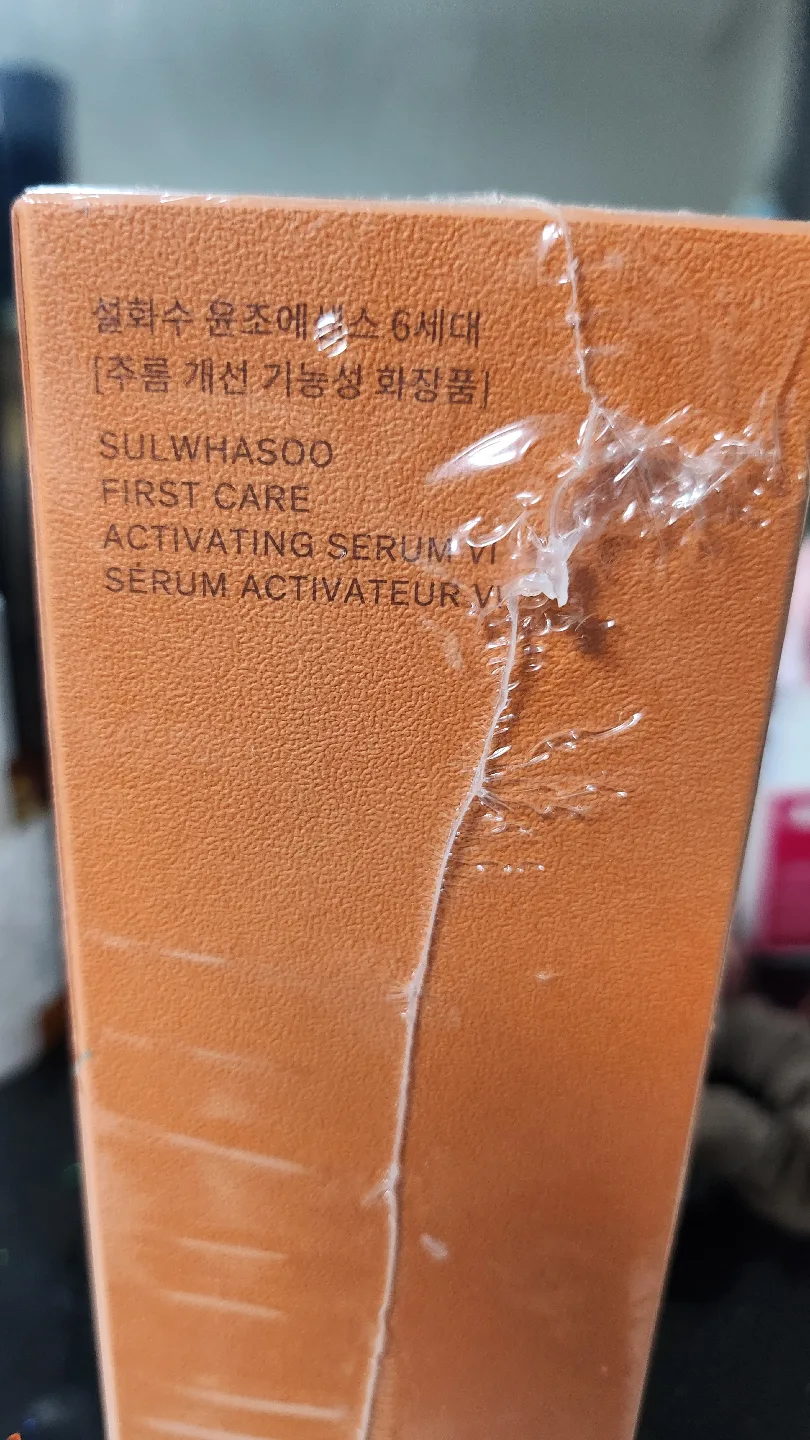 설화수 윤조에센스 6세대
[주름 개선 기능성 화장품]
SULWHASOO
FIRST CARE
ACTIVATING SERUM VI
SÉRUM ACTIVATEUR VI